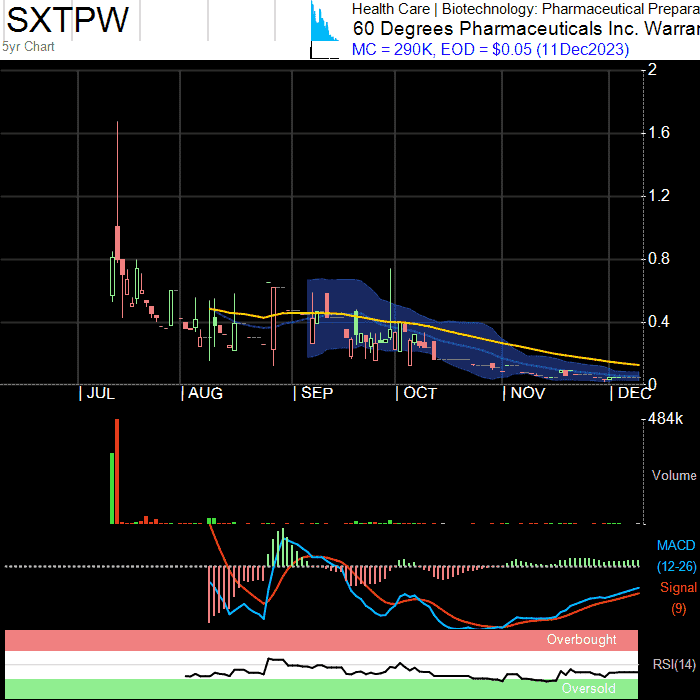 SXTPW
5yr Chart
Health Care | Biotechnology: Pharmaceutical Prepara
60 Degrees Pharmaceuticals Inc. Warra
MC = 290K, EOD = $0.05 (11Dec2023)
2
1.6
1.2
0.8
0.4
0
| JUL | AUG | SEP | OCT | NOV | DEC
484k
Volume
MACD
(12-26)
Signal
(9)
Overbought
RSI(14)
Oversold